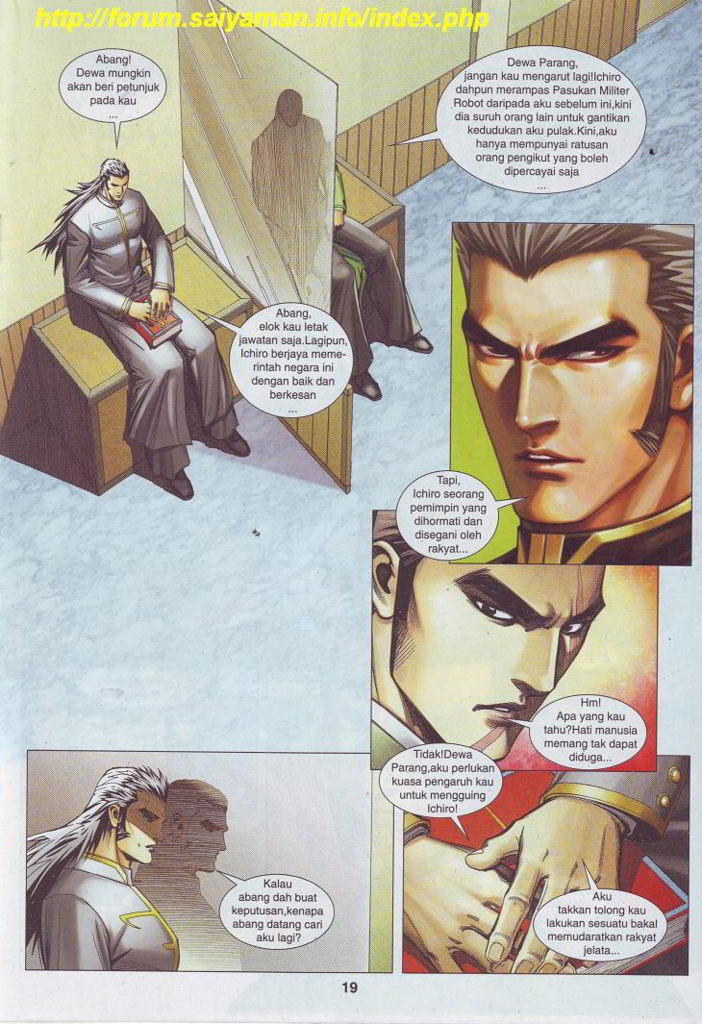 http://forum.saiyaman.info/index.php
Abang!
Dewa mungkin
akan beri petunjuk
pada kau
...
Dewa Parang,
jangan kau mengarut lagi!Ichiro
dahpun merampas Pasukan Militer
Robot daripada aku sebelum ini,kini
dia suruh orang lain untuk gantikan
kedudukan aku pulak.Kini,aku
hanya mempunyai ratusan
orang pengikut yang boleh
dipercayai saja
...
Abang,
elok kau letak
jawatan saja.Lagipun,
Ichiro berjaya meme-
rintah negara ini
dengan baik dan
berkesan
...
Tapi,
Ichiro seorang
pemimpin yang
dihormati dan
disegani oleh
rakyat...
Hm!
Apa yang kau
tahu?Hati manusia
memang tak dapat
diduga...
Tidak!Dewa
Parang,aku perlukan
kuasa pengaruh kau
untuk mengguing
Ichiro!
Aku
takkan tolong kau
lakukan sesuatu bakal
memudaratkan rakyat
jelata...
Kalau
abang dah buat
keputusan,kenapa
abang datang cari
aku lagi?
19